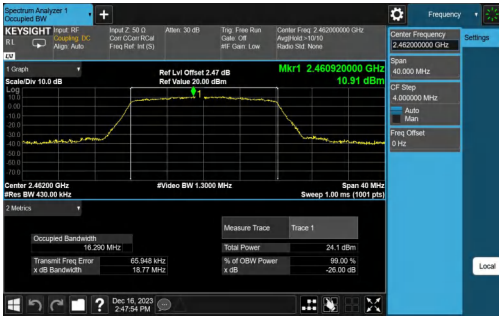 Spectrum Analyzer 1
Occupied BW
+
Frequency
KEYSIGHT Input: RF
R L
Coupling: DC
Align: Auto
Input Z: 50 Ω
Corr CCorr RCal
Freq Ref: Int (S)
Atten: 30 dB
Trig: Free Run
Gate: Off
#IF Gain: Low
Center Freq: 2.462000000 GHz
Avg|Hold:>10/10
Radio Std: None
Center Frequency
2.462000000 GHz
Settings
Span
40.000 MHz
CF Step
4.000000 MHz
Auto
Man
Freq Offset
0 Hz
Local
1 Graph
Scale/Div 10.0 dB
Ref Lvl Offset 2.47 dB
Ref Value 20.00 dBm
Mkr1 2.460920000 GHz
10.91 dBm
Log
10.0
0.00
-10.0
-20.0
-30.0
-40.0
-50.0
-60.0
-70.0
1
Center 2.46200 GHz
#Res BW 430.00 kHz
#Video BW 1.3000 MHz
Span 40 MHz
Sweep 1.00 ms (1001 pts)
2 Metrics
Measure Trace Trace 1
Occupied Bandwidth
16.290 MHz
Total Power 24.1 dBm
Transmit Freq Error 65.948 kHz
% of OBW Power 99.00 %
x dB Bandwidth 18.77 MHz
x dB -26.00 dB
?
Dec 16, 2023
2:47:54 PM